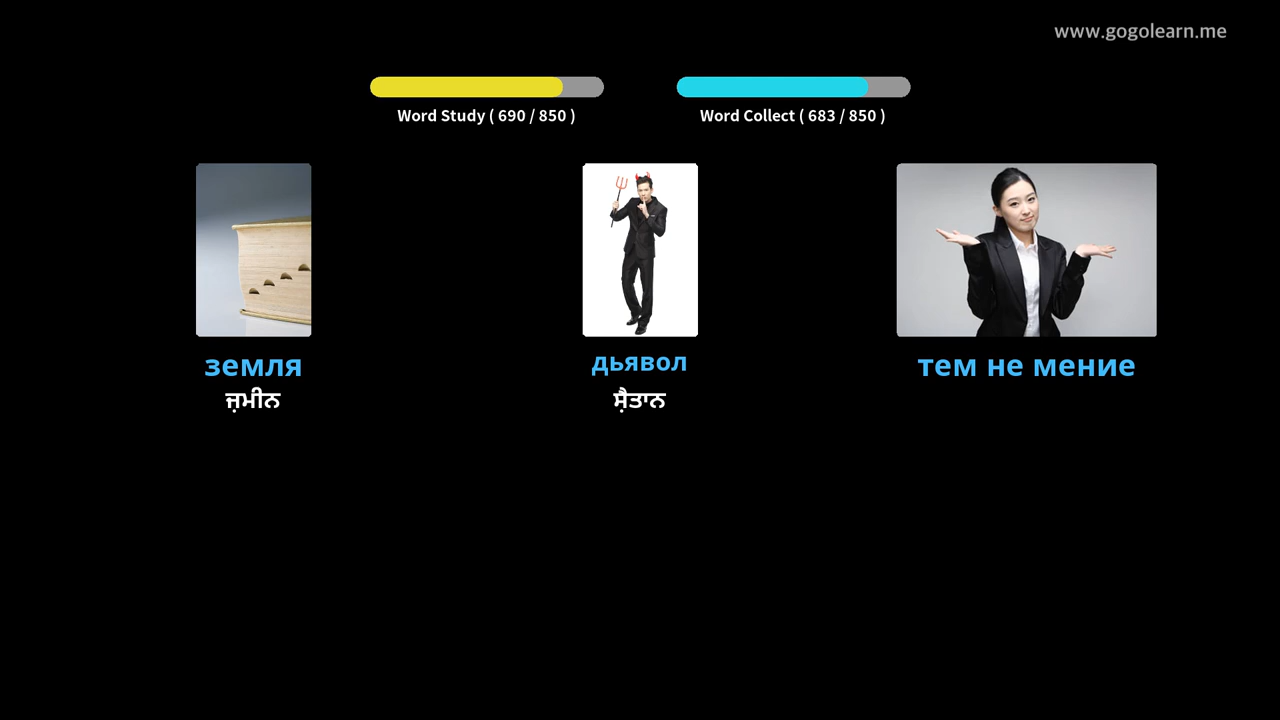 www.gogolearn.me
Word Study ( 690 / 850 )
Word Collect ( 683 / 850 )
земля
ਜ਼ਮੀਨ
дьявол
ਸ਼ੈਤਾਨ
тем не мение